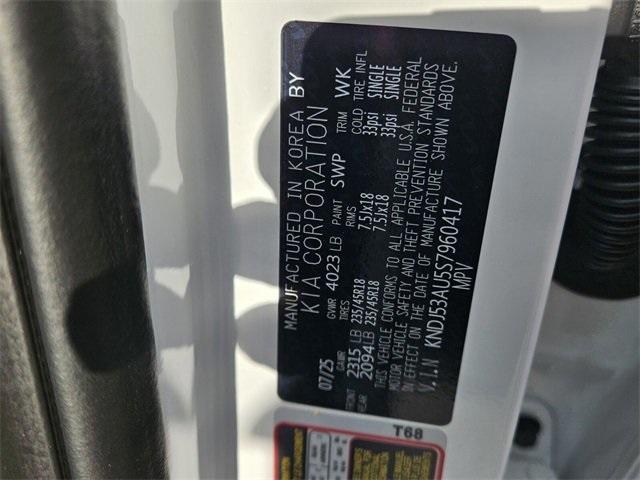 MANUFACTURED IN KOREA BY
KIA CORPORATION
07/25 GVWR 4023 LB PAINT SWP TRIM WK
GAWR TIRES RIMS COLD TIRE INFL
FRONT 2315 LB 235/45R18 7.5Jx18 33psi SINGLE
REAR 2094 LB 235/45R18 7.5Jx18 33psi SINGLE
THIS VEHICLE CONFORMS TO ALL APPLICABLE U.S.A. FEDERAL
MOTOR VEHICLE SAFETY AND THEFT PREVENTION STANDARDS
IN EFFECT ON THE DATE OF MANUFACTURE SHOWN ABOVE.
V.I.N KNDJ53AU5S7960417
MPV
T68